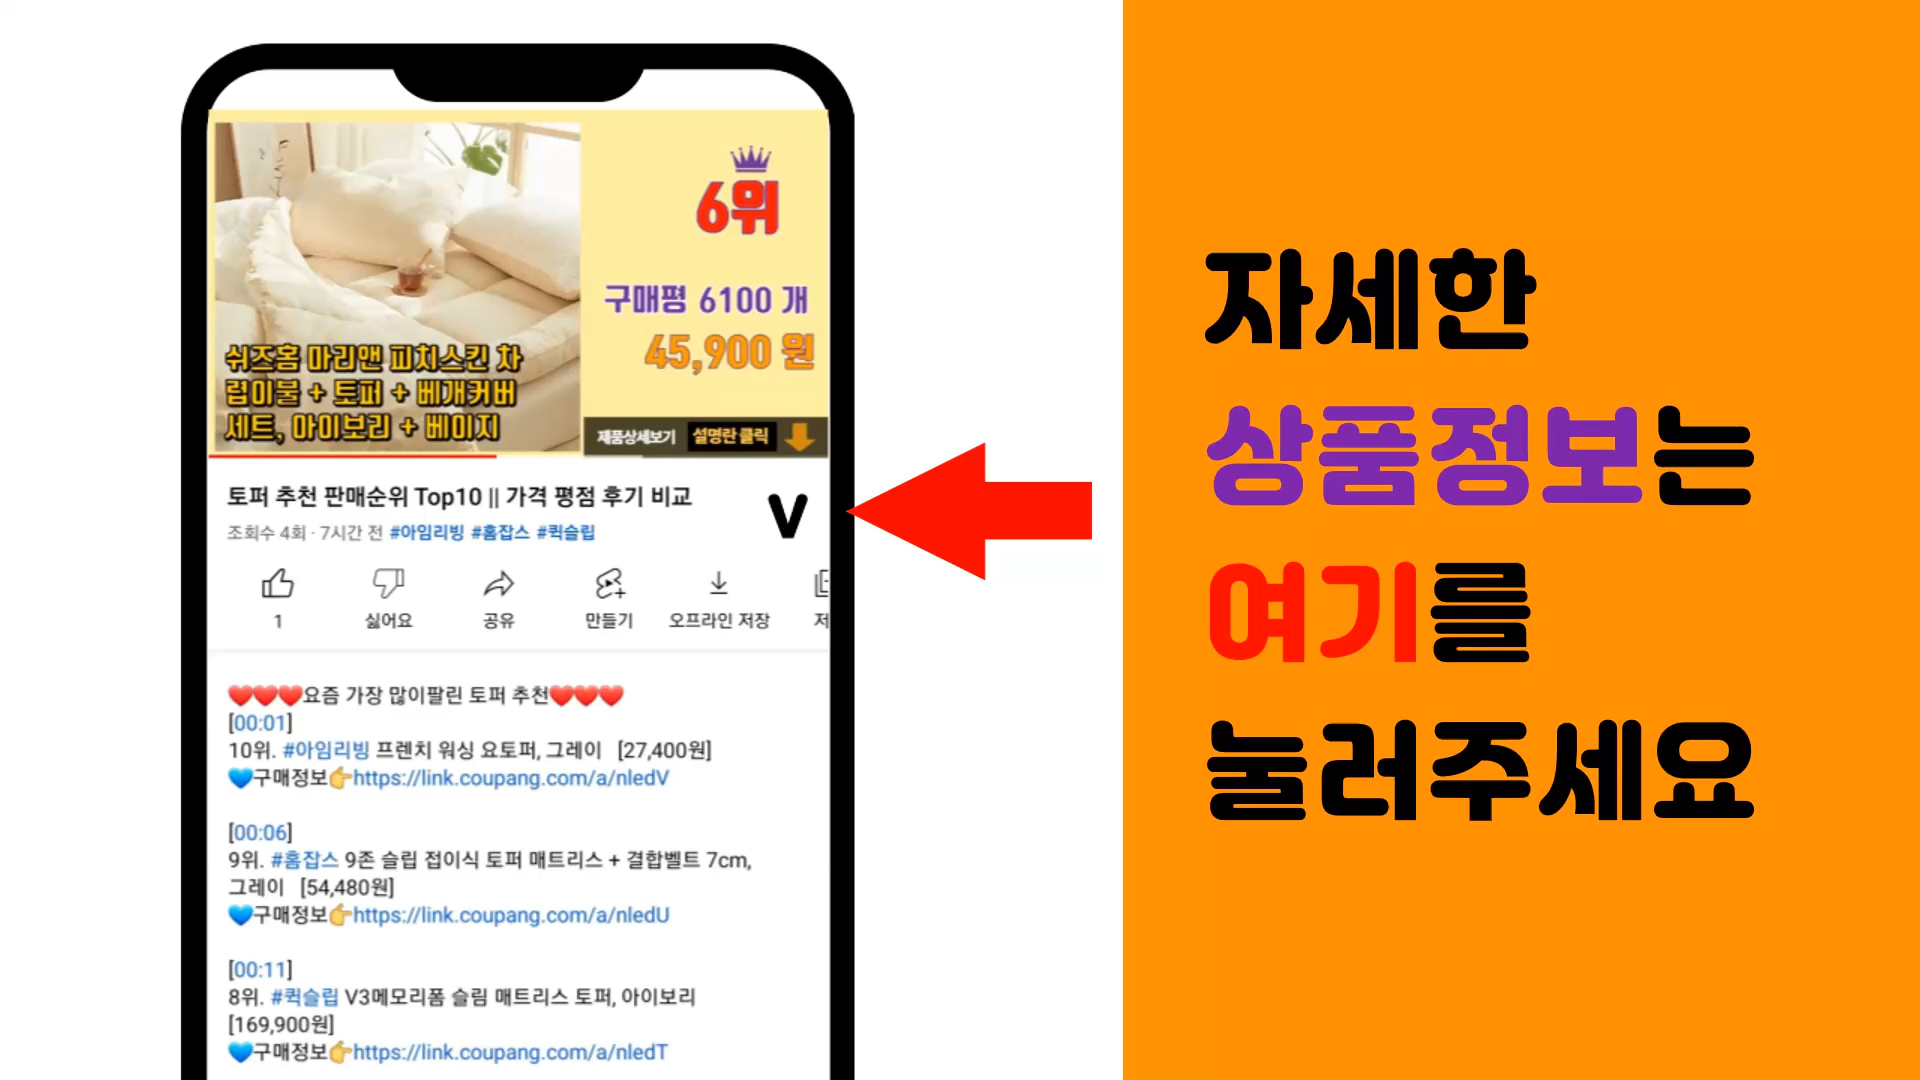 6위
구매평 6100 개
45,900 원
쉬즈홈 마리앤 피치스킨 차
렵이불 + 토퍼 + 베개커버
세트, 아이보리 + 베이지
제품상세보기 설명란 클릭
토퍼 추천 판매순위 Top10 || 가격 평점 후기 비교
V
조회수 4회 · 7시간 전 #아임리빙 #홈잡스 #퀵슬립
1 싫어요 공유 만들기 오프라인 저장 저
❤️❤️❤️요즘 가장 많이팔린 토퍼 추천❤️❤️❤️
[00:01]
10위. #아임리빙 프렌치 워싱 요토퍼, 그레이 [27,400원]
💙구매정보👉https://link.coupang.com/a/nledV
[00:06]
9위. #홈잡스 9존 슬립 접이식 토퍼 매트리스 + 결합벨트 7cm,
그레이 [54,480원]
💙구매정보👉https://link.coupang.com/a/nledU
[00:11]
8위. #퀵슬립 V3메모리폼 슬림 매트리스 토퍼, 아이보리
[169,900원]
💙구매정보👉https://link.coupang.com/a/nledT
자세한
상품정보는
여기를
눌러주세요